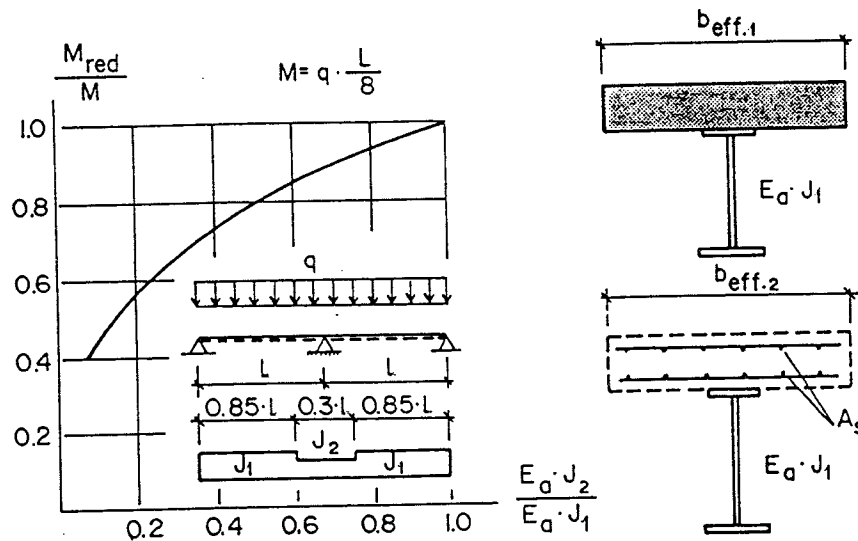 M_red / M
M = q · L / 8
1.0
0.8
0.6
0.4
0.2
q
L
l
0.85·l
0.3·l
0.85·l
J_2
J_1
J_1
0.2
0.4
0.6
0.8
1.0
E_a · J_2 / E_a · J_1
b_eff.1
E_a · J_1
b_eff.2
A_s
E_a · J_1